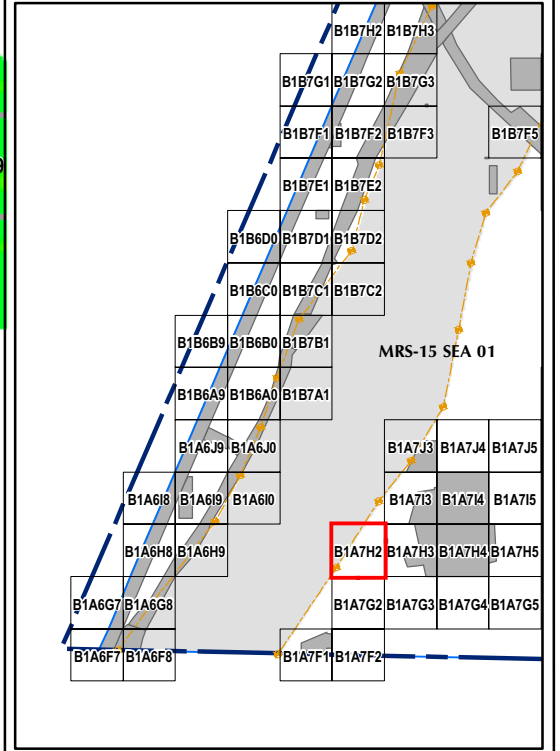 B1B7H2 B1B7H3
B1B7G1 B1B7G2 B1B7G3
B1B7F1 B1B7F2 B1B7F3 B1B7F5
9
B1B7E1 B1B7E2
B1B6D0 B1B7D1 B1B7D2
B1B6C0 B1B7C1 B1B7C2
B1B6B9 B1B6B0 B1B7B1
MRS-15 SEA 01
B1B6A9 B1B6A0 B1B7A1
B1A6J9 B1A6J0 B1A7J3 B1A7J4 B1A7J5
B1A6I8 B1A6I9 B1A6I0 B1A7I3 B1A7I4 B1A7I5
B1A6H8 B1A6H9 B1A7H2 B1A7H3 B1A7H4 B1A7H5
B1A6G7 B1A6G8 B1A7G2 B1A7G3 B1A7G4 B1A7G5
B1A6F7 B1A6F8 B1A7F1 B1A7F2